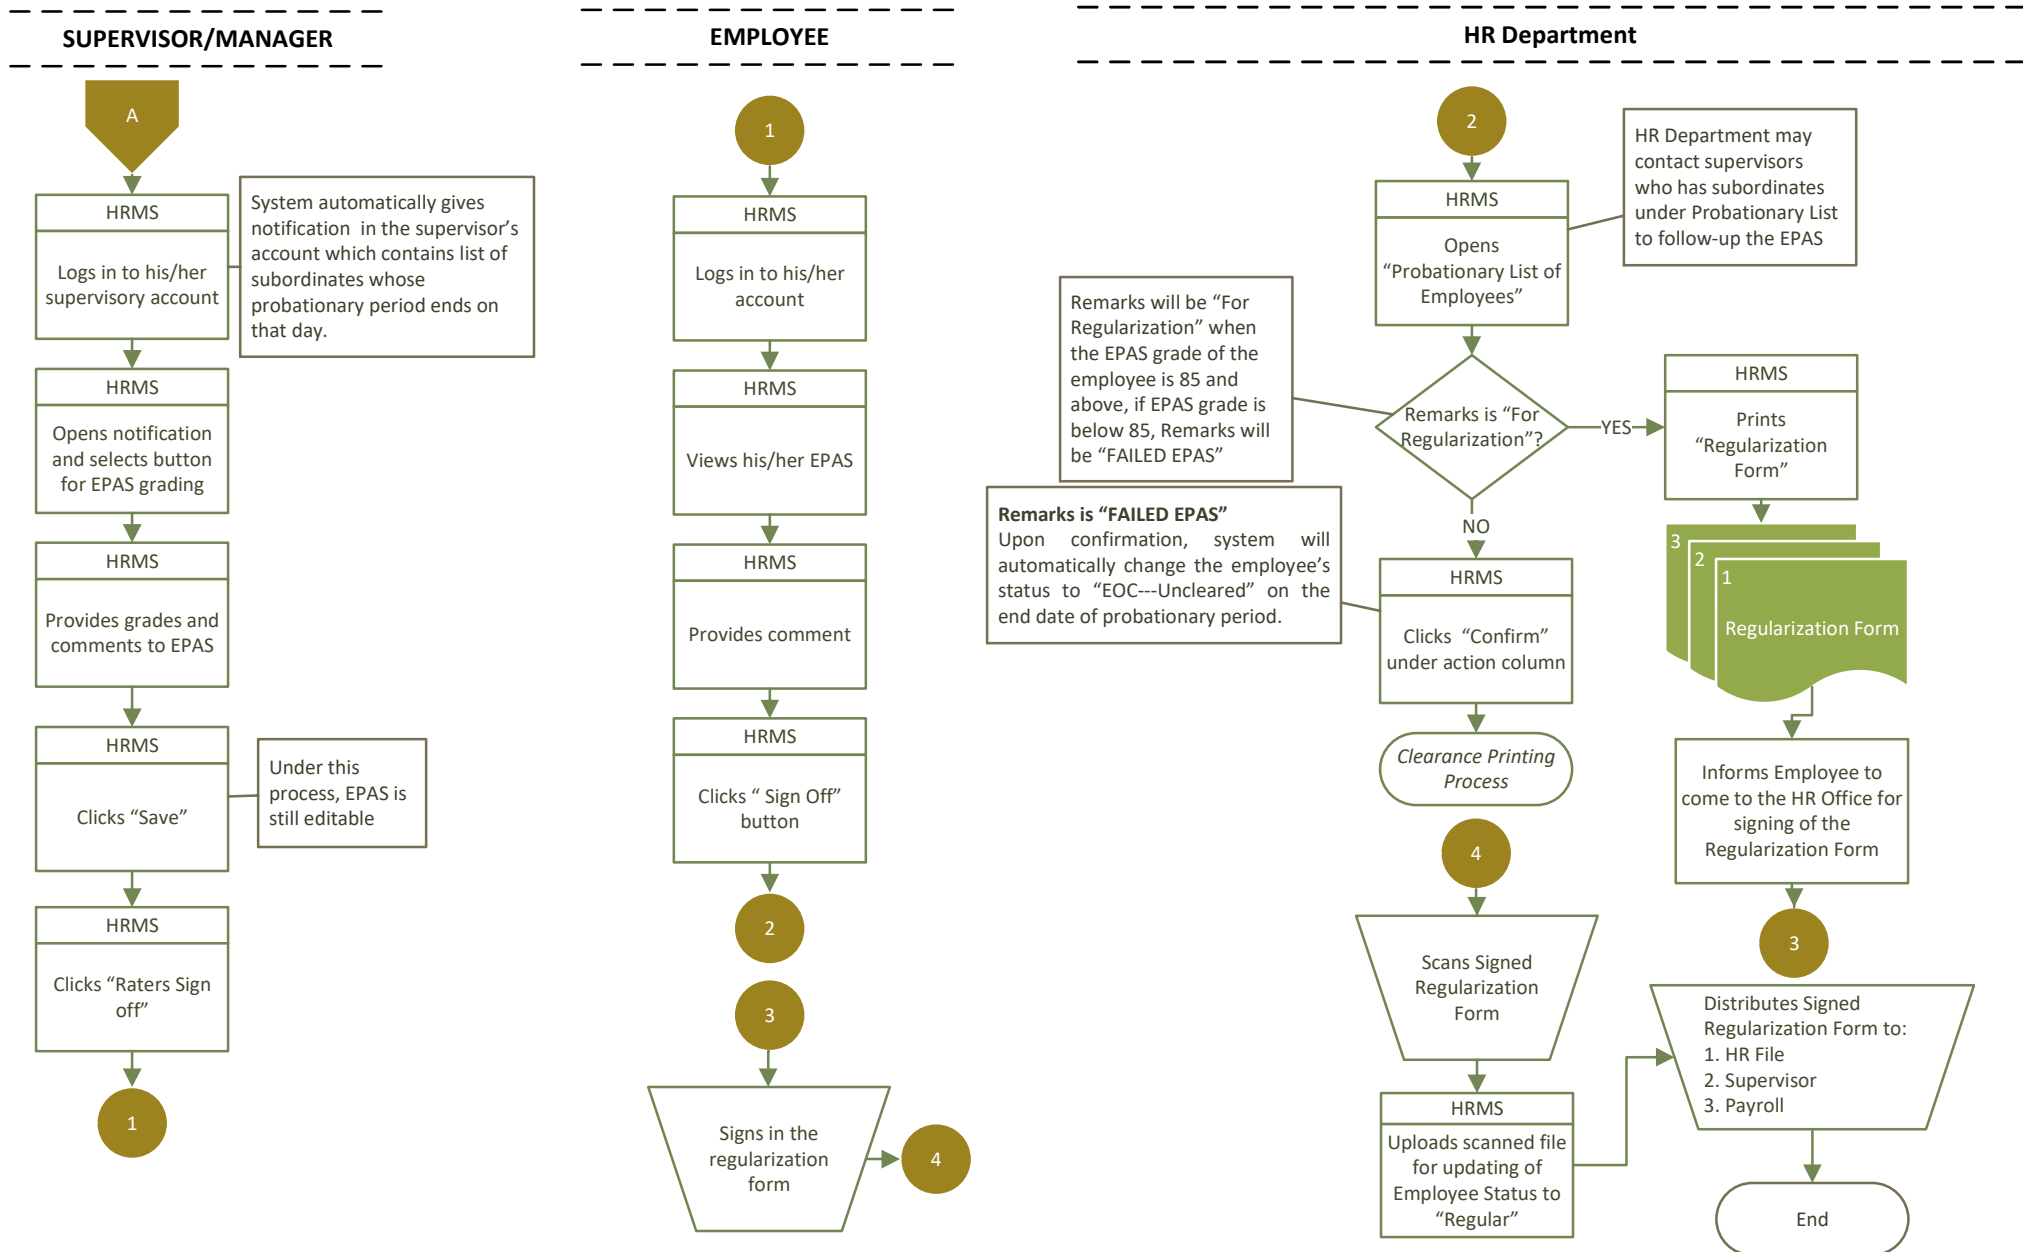 SUPERVISOR/MANAGER
A
HRMS
Logs in to his/her
supervisory account
System automatically gives
notification in the supervisor’s
account which contains list of
subordinates whose
probationary period ends on
that day.
HRMS
Opens notification
and selects button
for EPAS grading
HRMS
Provides grades and
comments to EPAS
HRMS
Clicks “Save”
Under this
process, EPAS is
still editable
HRMS
Clicks “Raters Sign
off”
1
EMPLOYEE
1
HRMS
Logs in to his/her
account
HRMS
Views his/her EPAS
HRMS
Provides comment
HRMS
Clicks “ Sign Off”
button
2
3
Signs in the
regularization
form
4
HR Department
2
HRMS
Opens
“Probationary List of
Employees”
HR Department may
contact supervisors
who has subordinates
under Probationary List
to follow-up the EPAS
Remarks will be “For
Regularization” when
the EPAS grade of the
employee is 85 and
above, if EPAS grade is
below 85, Remarks will
be “FAILED EPAS”
Remarks is “For
Regularization”?
YES
HRMS
Prints
“Regularization
Form”
3
2
1
Regularization Form
Informs Employee to
come to the HR Office for
signing of the
Regularization Form
3
NO
Remarks is “FAILED EPAS”
Upon confirmation, system will
automatically change the employee’s
status to “EOC---Uncleared” on the
end date of probationary period.
HRMS
Clicks “Confirm”
under action column
Clearance Printing
Process
4
Scans Signed
Regularization
Form
HRMS
Uploads scanned file
for updating of
Employee Status to
“Regular”
Distributes Signed
Regularization Form to:
1. HR File
2. Supervisor
3. Payroll
End